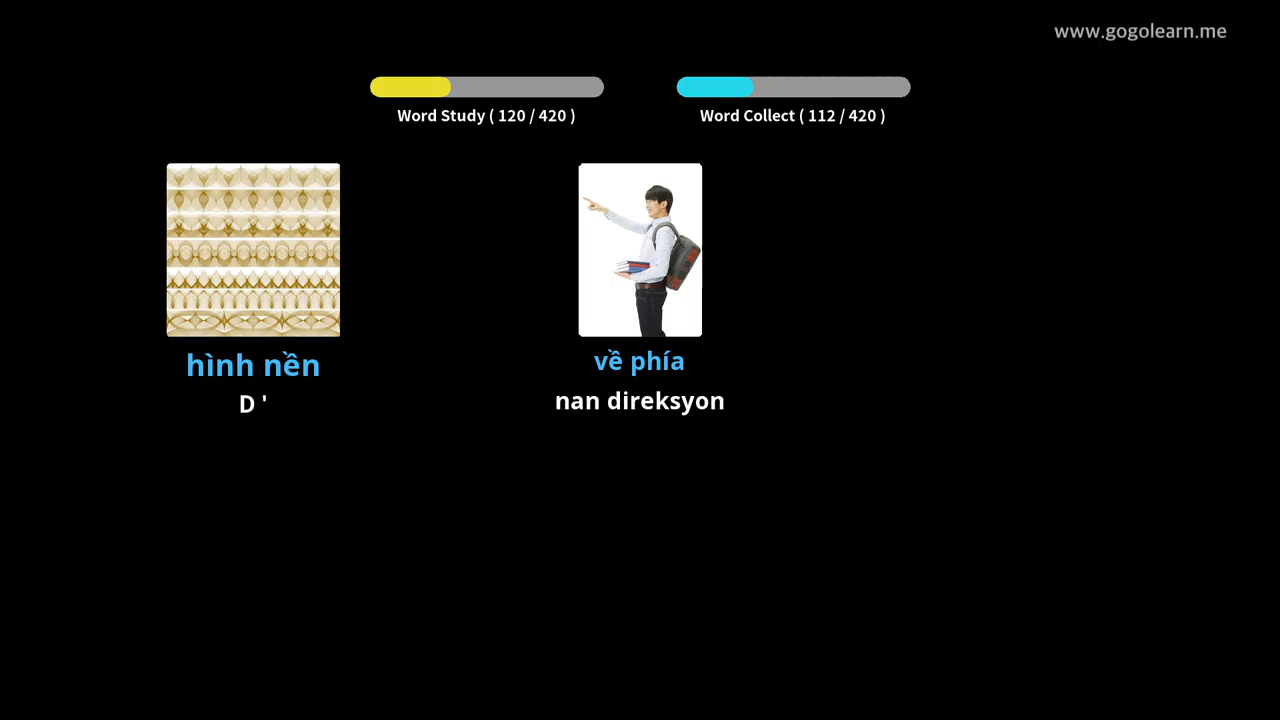 www.gogolearn.me
Word Study ( 120 / 420 )
Word Collect ( 112 / 420 )
hình nền
D '
về phía
nan direksyon